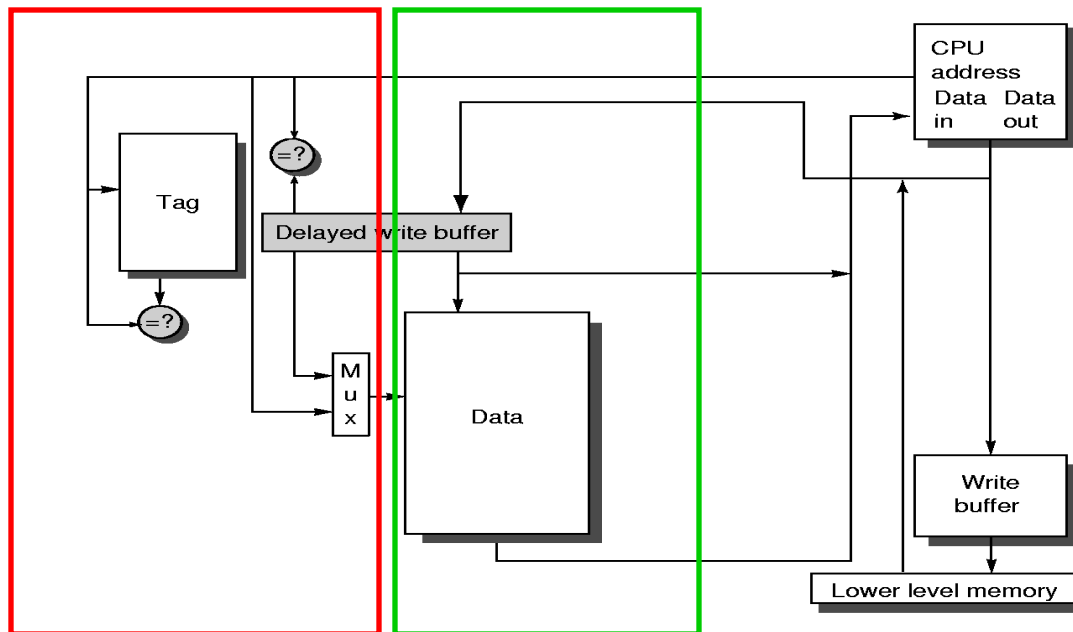 CPU
address
Data Data
in out
=?
Tag
Delayed write buffer
=?
M
u
x
Data
Write
buffer
Lower level memory